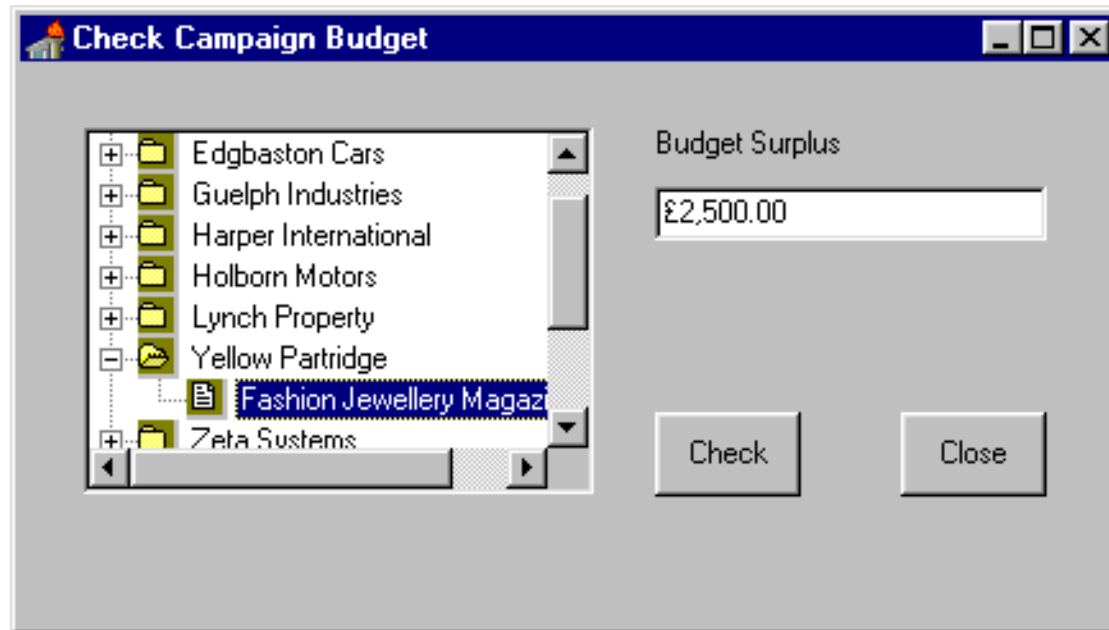 Check Campaign Budget
Edgbaston Cars
Guelph Industries
Harper International
Holborn Motors
Lynch Property
Yellow Partridge
Fashion Jewellery Magazi
Zeta Systems
Budget Surplus
£2,500.00
Check
Close